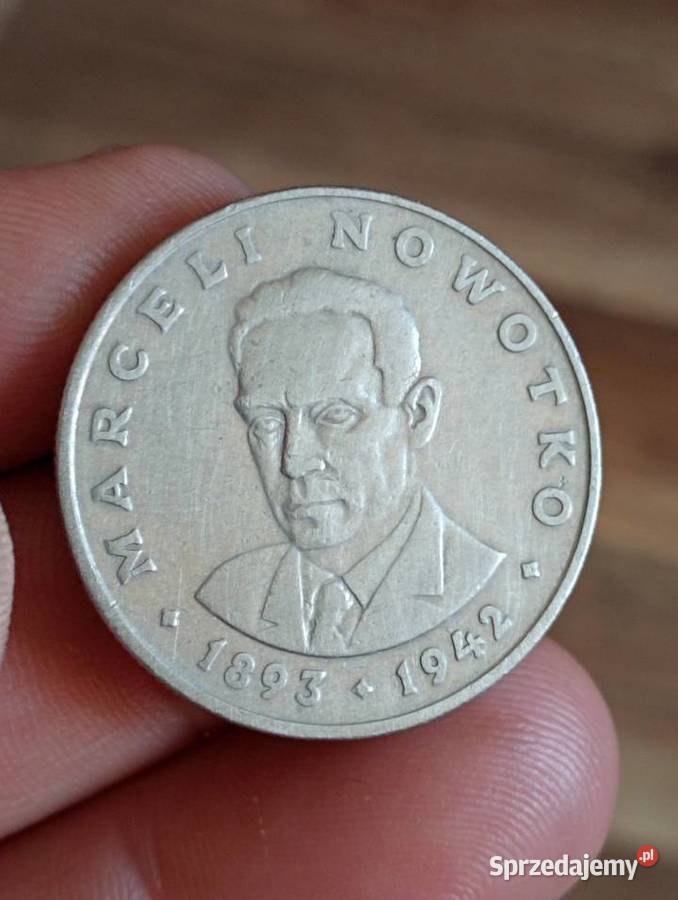 MARCELI NOWOTKO
1893 1942
Sprzedajemy.pl